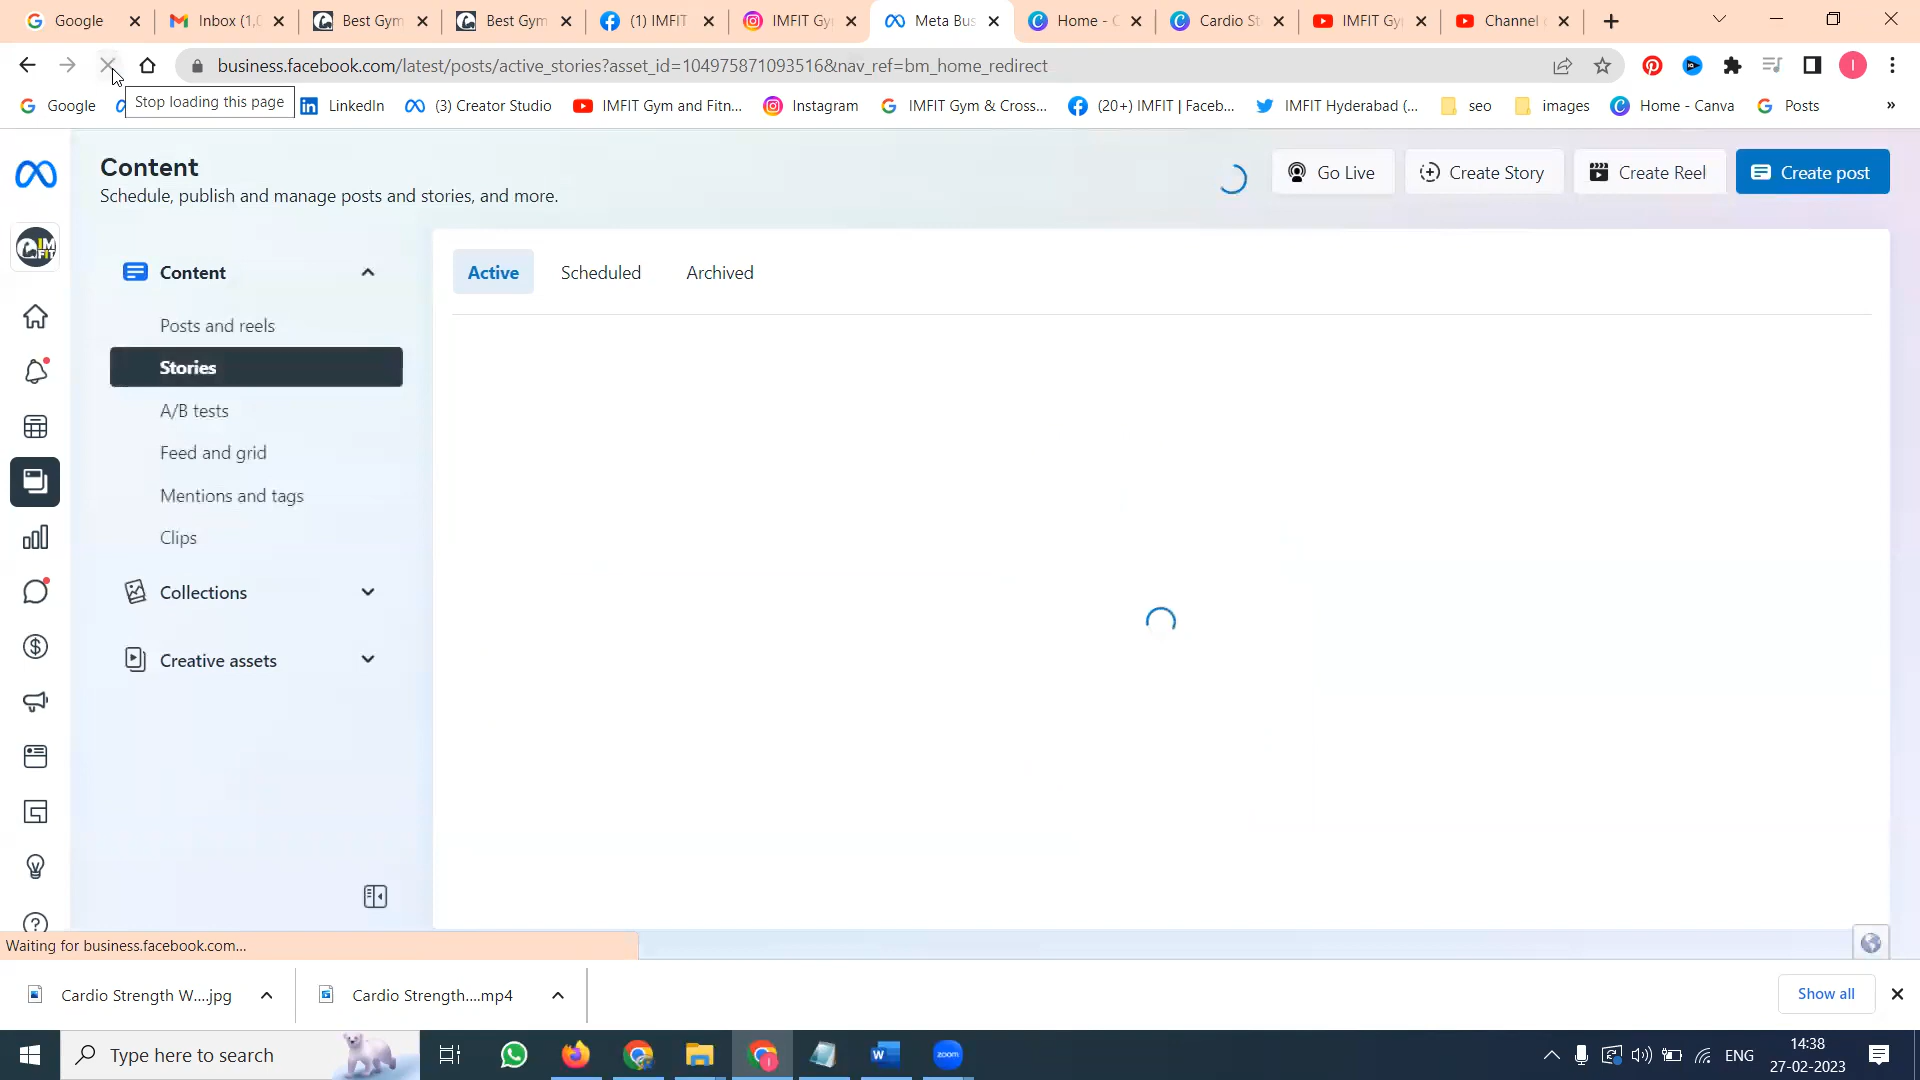 Google
Inbox (1,0
Best Gym
Best Gym
(1) IMFIT
IMFIT Gy
Meta Bus
Home - C
Cardio St
IMFIT Gy
Channel
business.facebook.com/latest/posts/active_stories?asset_id=104975871093516&nav_ref=bm_home_redirect
Stop loading this page
Google
LinkedIn
(3) Creator Studio
IMFIT Gym and Fitn...
Instagram
IMFIT Gym & Cross...
(20+) IMFIT | Faceb...
IMFIT Hyderabad (...
seo
images
Home - Canva
Posts
»
Content
Schedule, publish and manage posts and stories, and more.
Go Live
Create Story
Create Reel
Create post
IM
FIT
Content
Posts and reels
Stories
A/B tests
Feed and grid
Mentions and tags
Clips
Collections
Creative assets
Active
Scheduled
Archived
Waiting for business.facebook.com...
Cardio Strength W....jpg
Cardio Strength....mp4
Show all
Type here to search
zoom
ENG
14:38
27-02-2023